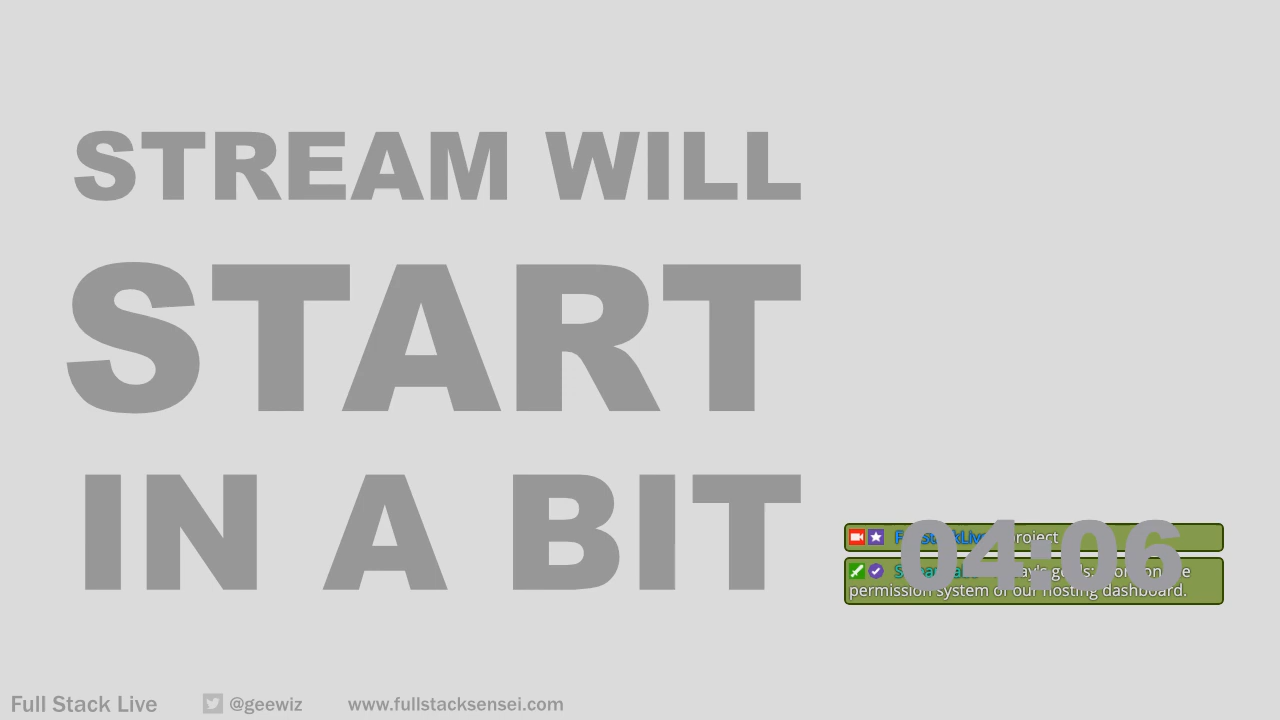 STREAM WILL
START
IN A BIT
04:06
project
goals:
permission system of our hosting dashboard.
Full Stack Live @geewiz www.fullstacksensei.com